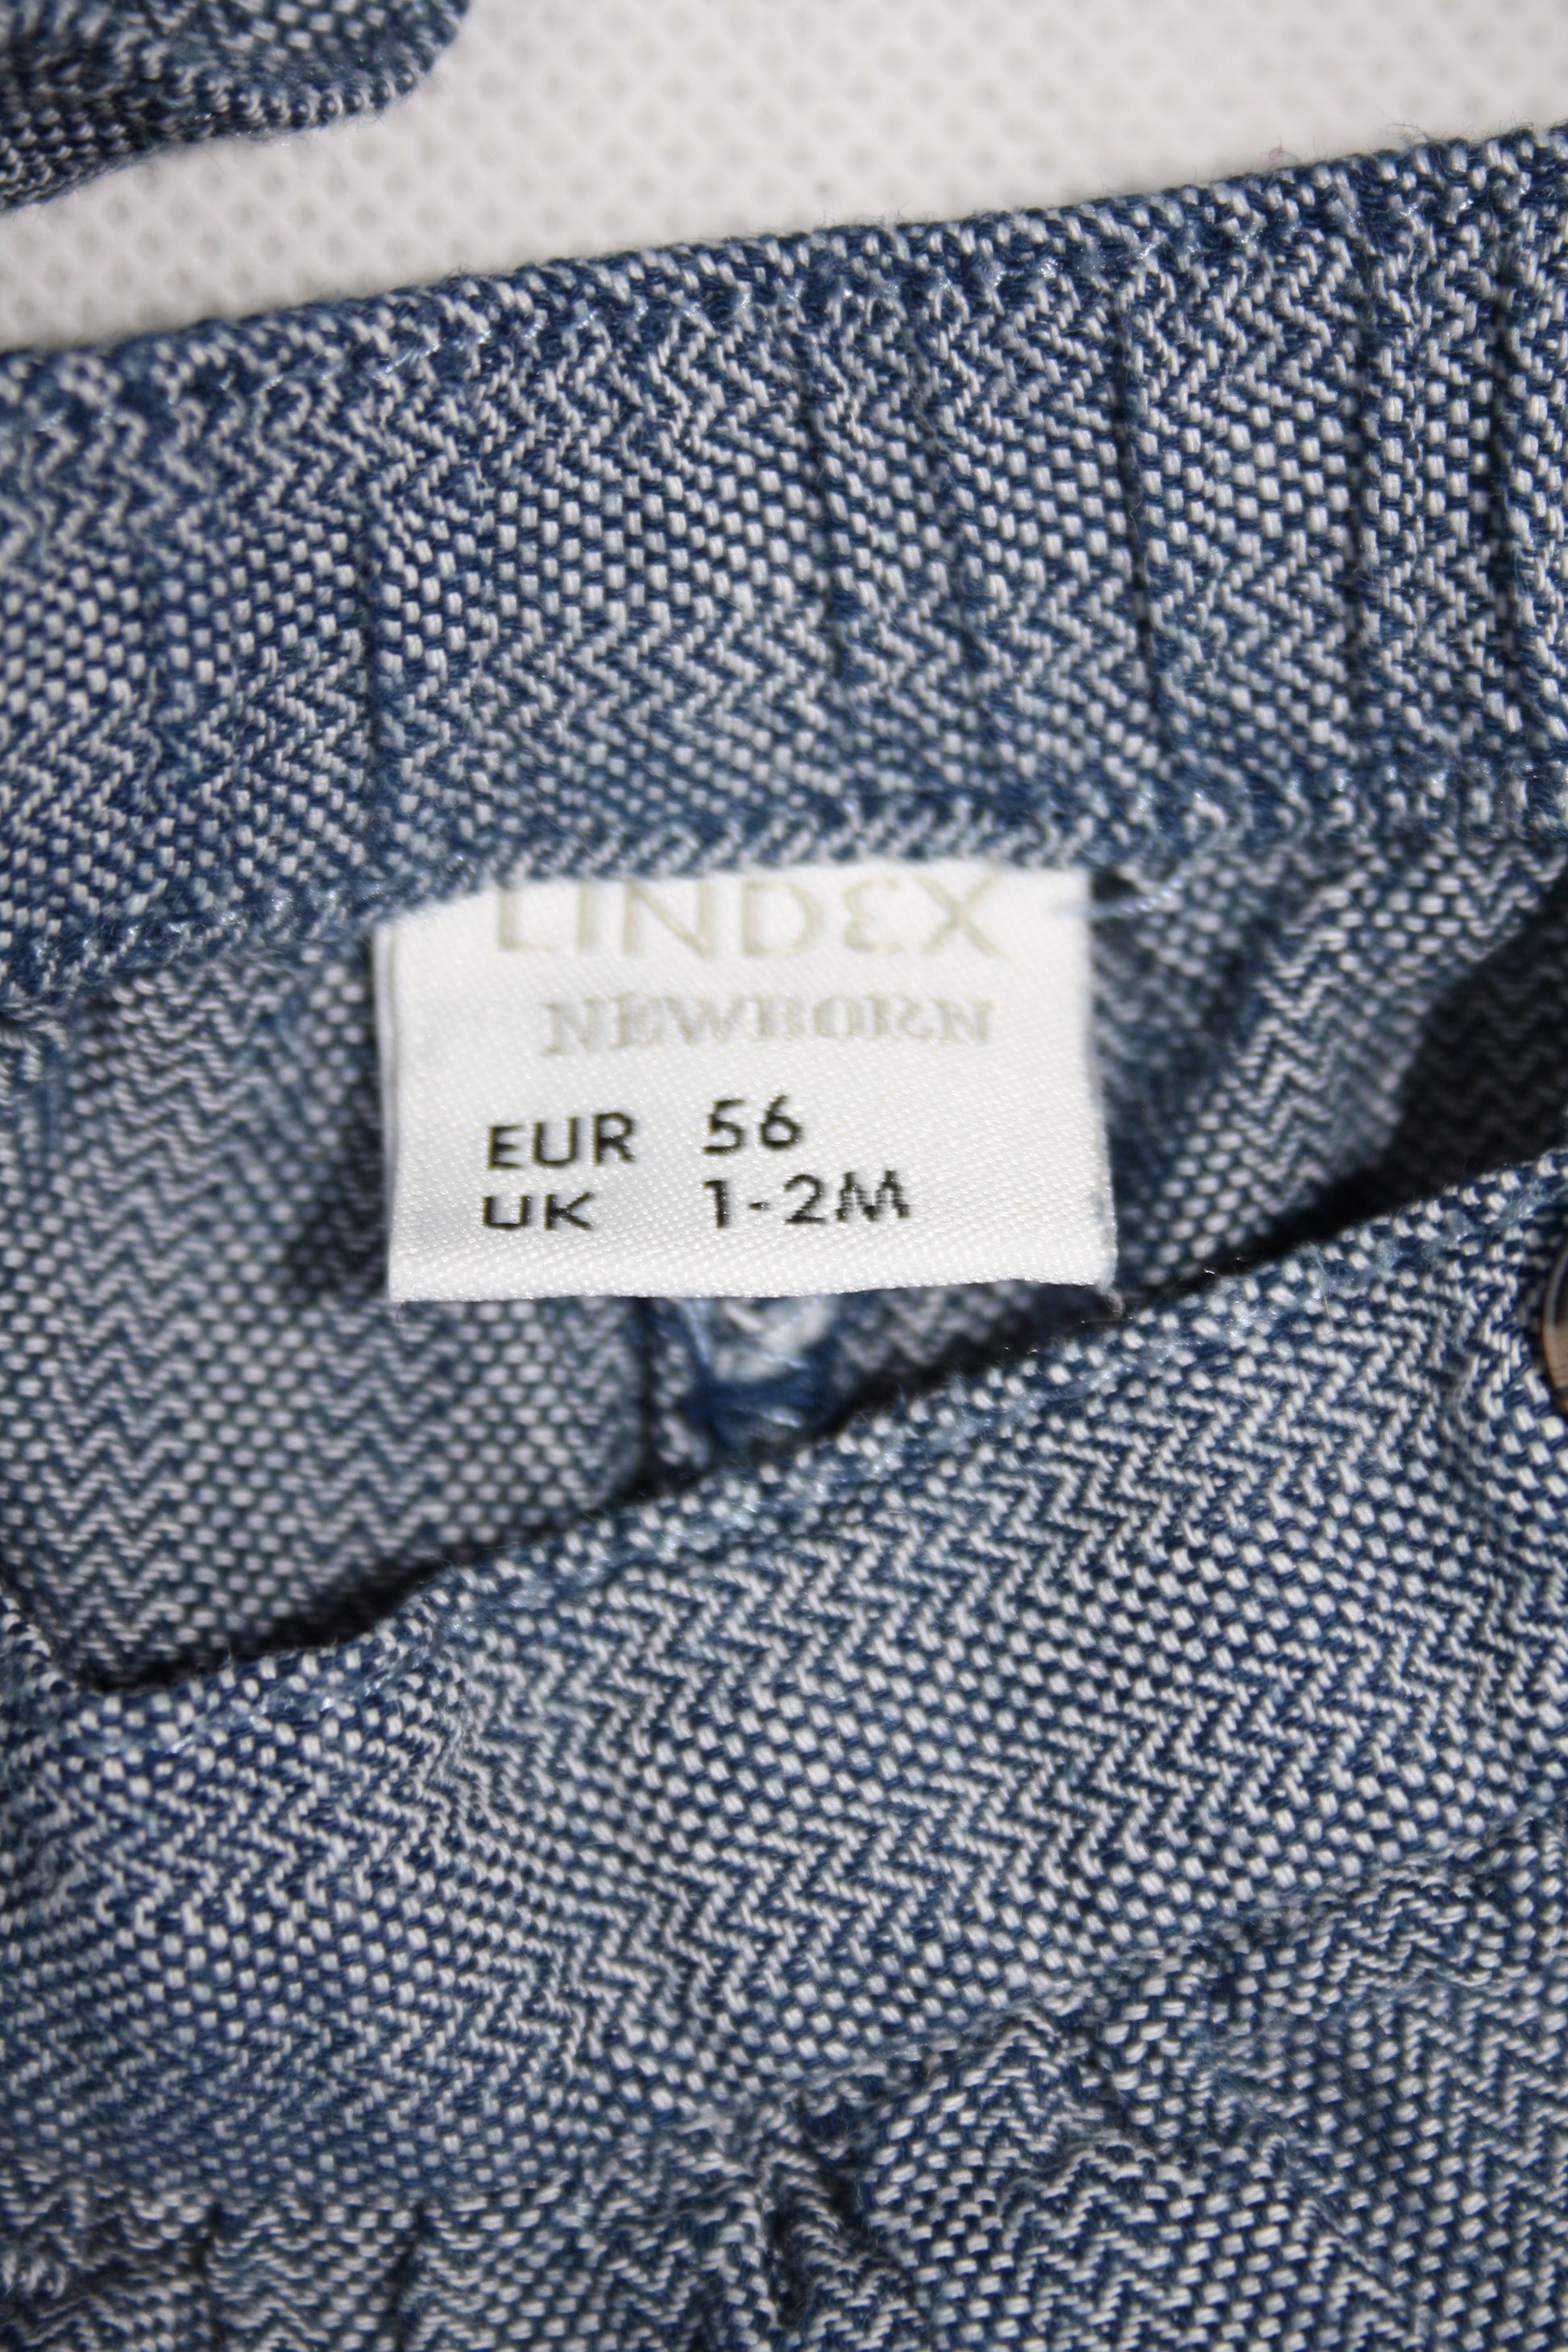 LINDEX
NEWBORN
EUR 56
UK 1-2M